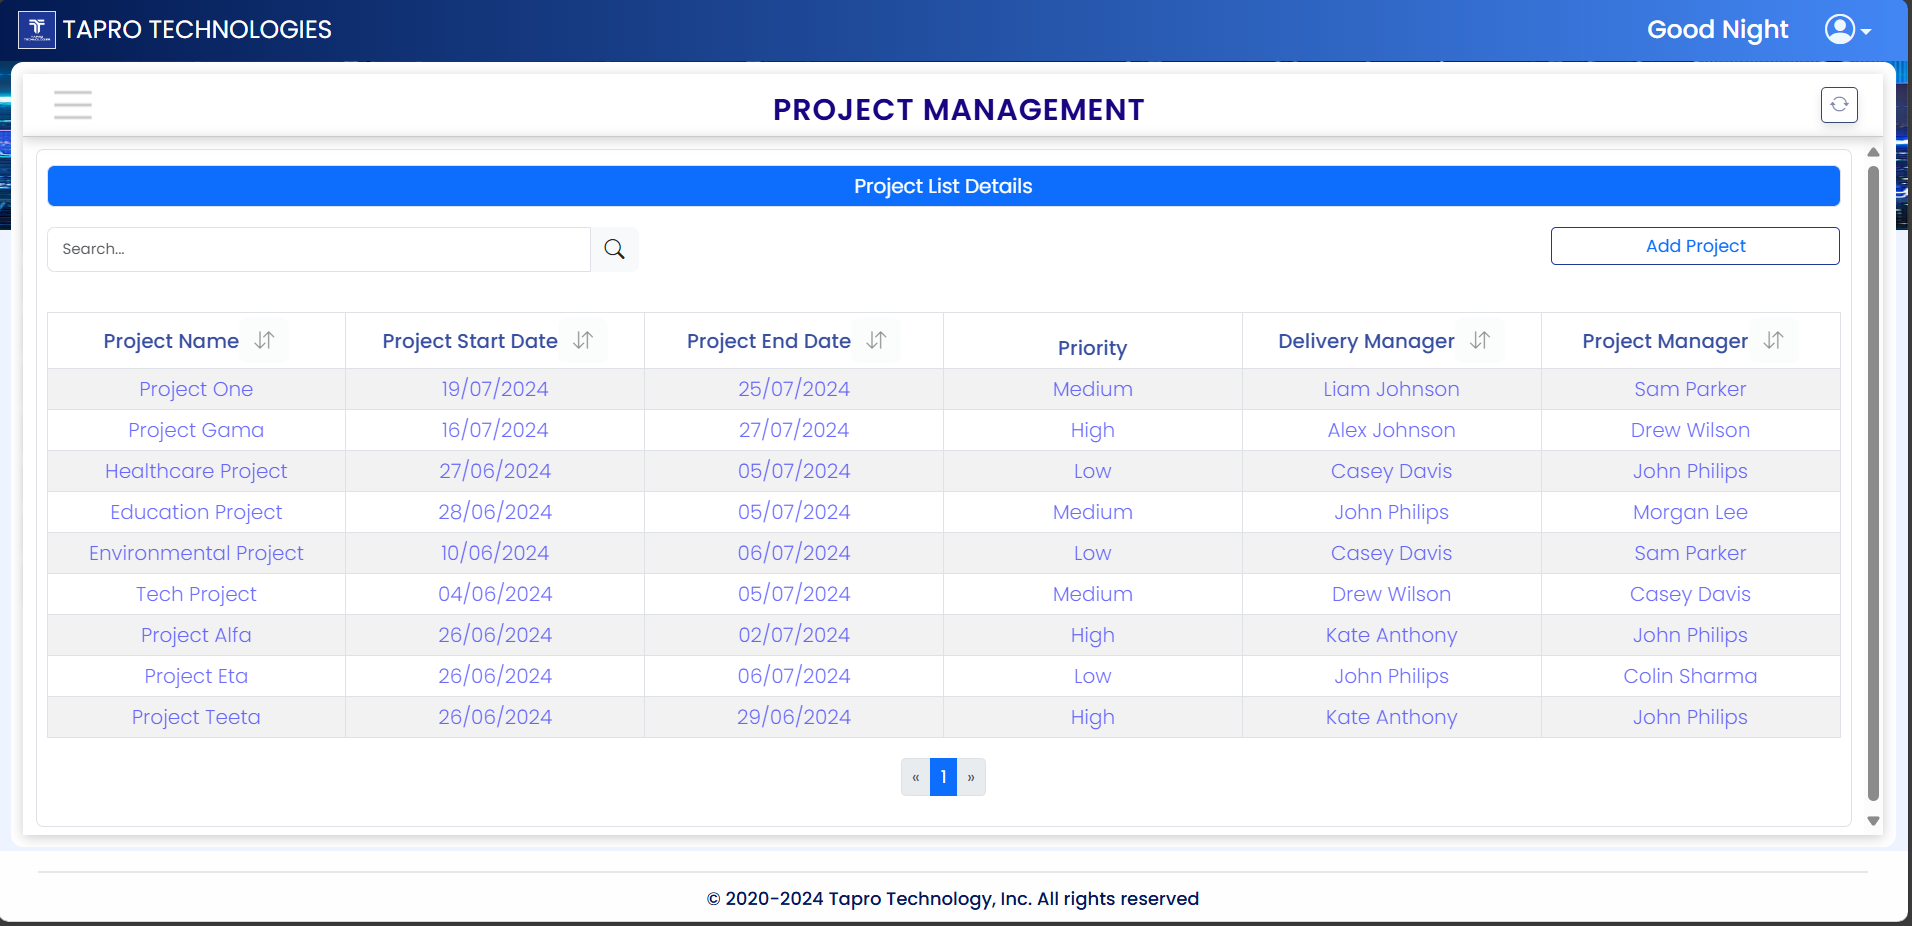 TAPRO TECHNOLOGIES
Good Night
PROJECT MANAGEMENT
Project List Details
Search...
Add Project
Project Name Project Start Date Project End Date Priority Delivery Manager Project Manager
Project One 19/07/2024 25/07/2024 Medium Liam Johnson Sam Parker
Project Gama 16/07/2024 27/07/2024 High Alex Johnson Drew Wilson
Healthcare Project 27/06/2024 05/07/2024 Low Casey Davis John Philips
Education Project 28/06/2024 05/07/2024 Medium John Philips Morgan Lee
Environmental Project 10/06/2024 06/07/2024 Low Casey Davis Sam Parker
Tech Project 04/06/2024 05/07/2024 Medium Drew Wilson Casey Davis
Project Alfa 26/06/2024 02/07/2024 High Kate Anthony John Philips
Project Eta 26/06/2024 06/07/2024 Low John Philips Colin Sharma
Project Teeta 26/06/2024 29/06/2024 High Kate Anthony John Philips
« 1 »
© 2020-2024 Tapro Technology, Inc. All rights reserved